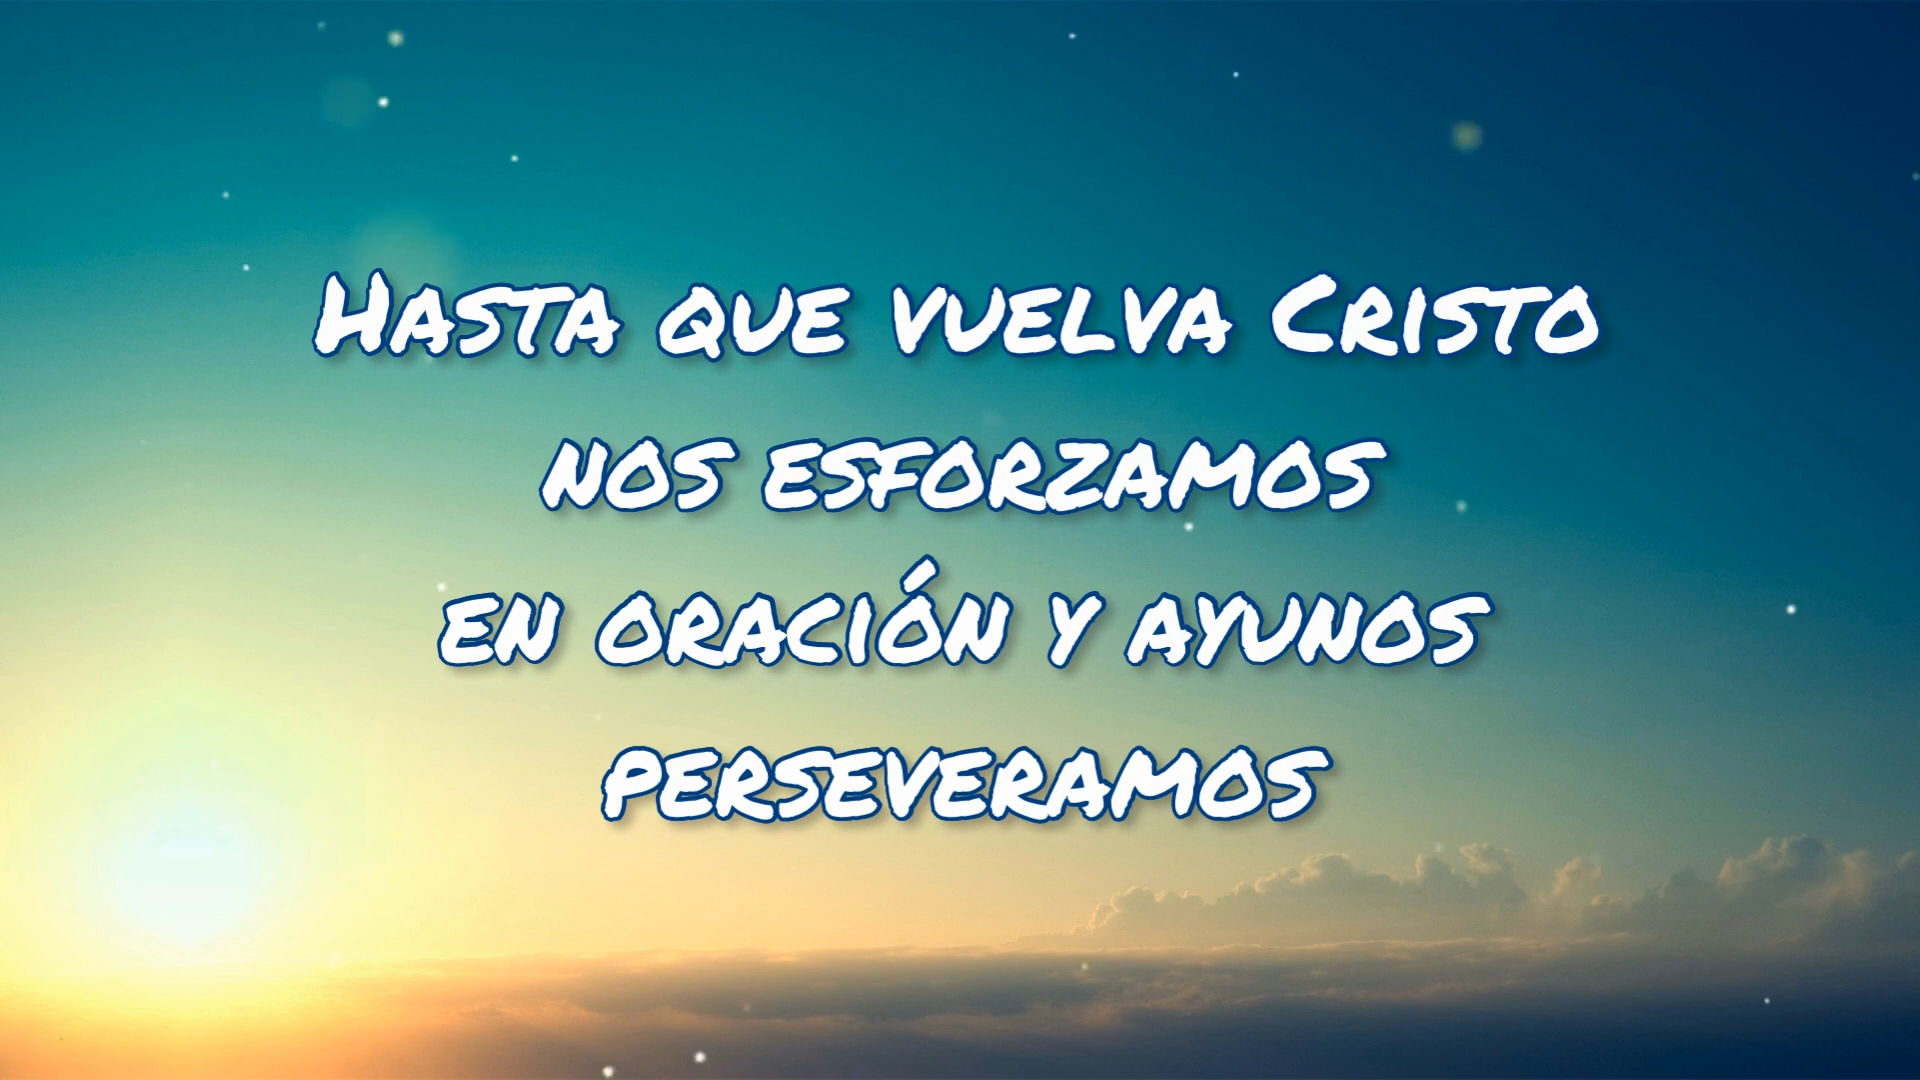 Hasta que vuelva Cristo
nos esforzamos
en oración y ayunos
perseveramos